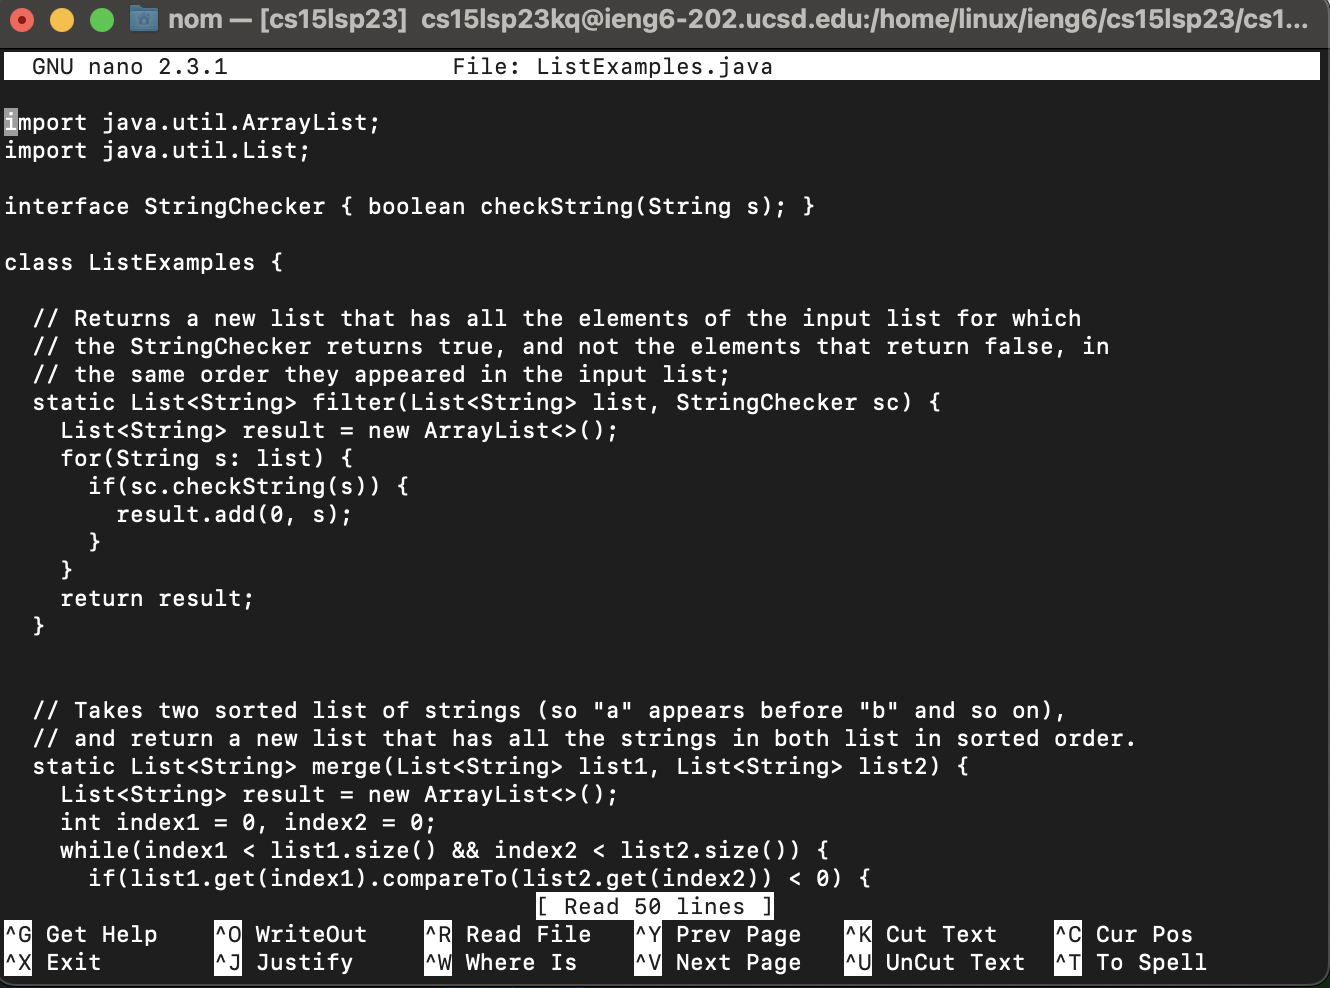 nom — [cs15lsp23] cs15lsp23kq@ieng6-202.ucsd.edu:/home/linux/ieng6/cs15lsp23/cs1...
GNU nano 2.3.1 File: ListExamples.java
import java.util.ArrayList;
import java.util.List;
interface StringChecker { boolean checkString(String s); }
class ListExamples {
// Returns a new list that has all the elements of the input list for which
// the StringChecker returns true, and not the elements that return false, in
// the same order they appeared in the input list;
static List<String> filter(List<String> list, StringChecker sc) {
List<String> result = new ArrayList<>();
for(String s: list) {
if(sc.checkString(s)) {
result.add(0, s);
}
}
return result;
}
// Takes two sorted list of strings (so "a" appears before "b" and so on),
// and return a new list that has all the strings in both list in sorted order.
static List<String> merge(List<String> list1, List<String> list2) {
List<String> result = new ArrayList<>();
int index1 = 0, index2 = 0;
while(index1 < list1.size() && index2 < list2.size()) {
if(list1.get(index1).compareTo(list2.get(index2)) < 0) {
[ Read 50 lines ]
^G Get Help ^O WriteOut ^R Read File ^Y Prev Page ^K Cut Text ^C Cur Pos
^X Exit ^J Justify ^W Where Is ^V Next Page ^U UnCut Text ^T To Spell